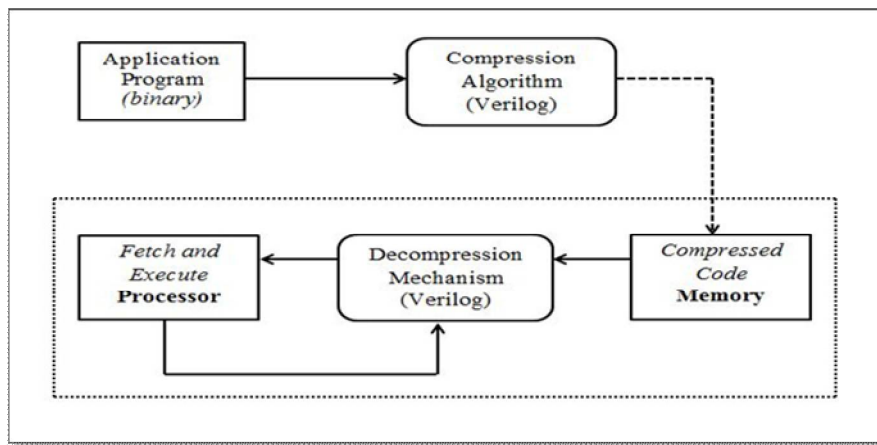 Application
Program
(binary)
Compression
Algorithm
(Verilog)
Fetch and
Execute
Processor
Decompression
Mechanism
(Verilog)
Compressed
Code
Memory